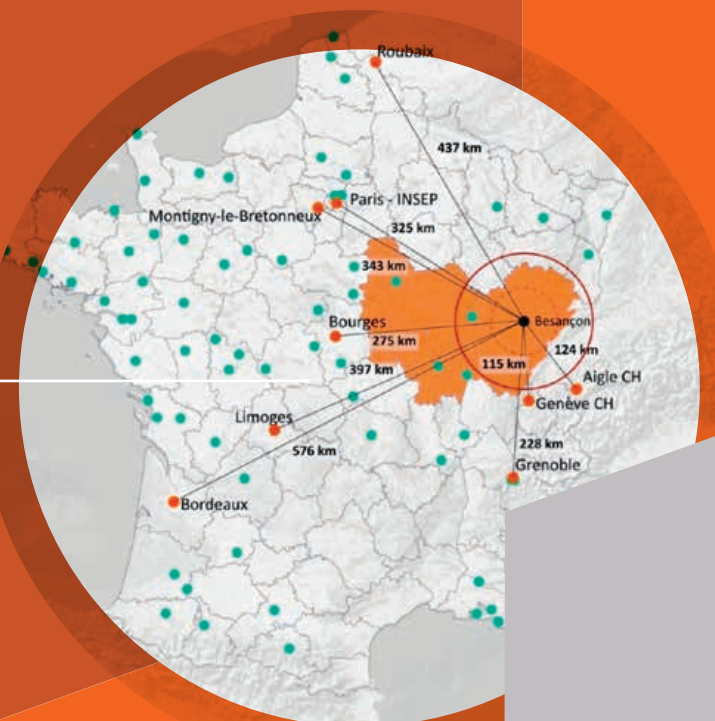 Roubaix
437 km
Paris - INSEP
Montigny-le-Bretonneux
325 km
343 km
Bourges
Besançon
275 km
124 km
115 km
397 km
Aigle CH
Genève CH
Limoges
228 km
576 km
Grenoble
Bordeaux